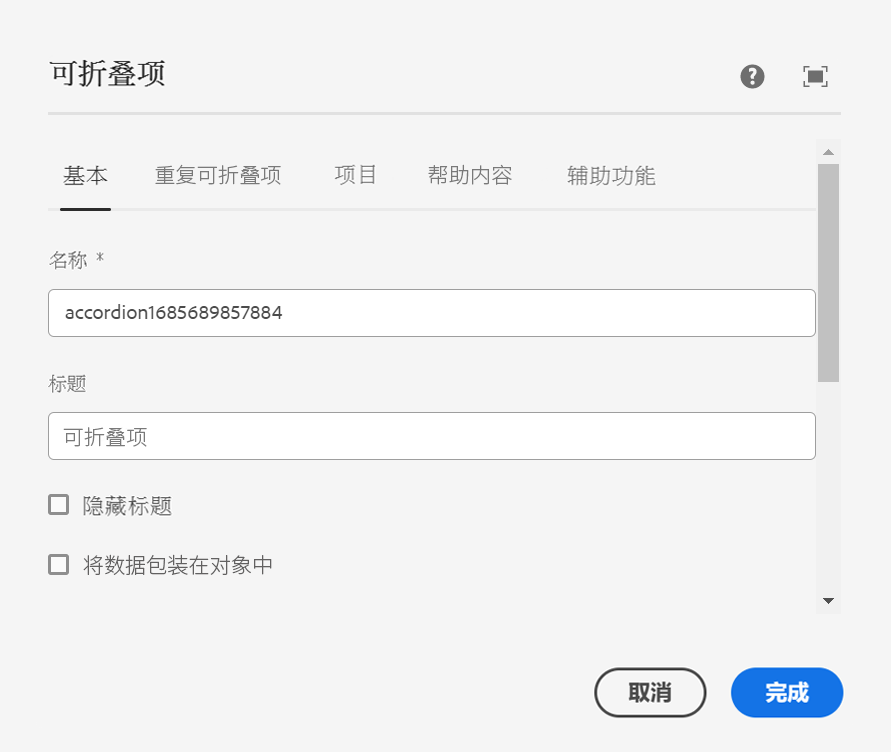 可折叠项
基本 重复可折叠项 项目 帮助内容 辅助功能
名称 *
accordion1685689857884
标题
可折叠项
隐藏标题
将数据包装在对象中
取消 完成